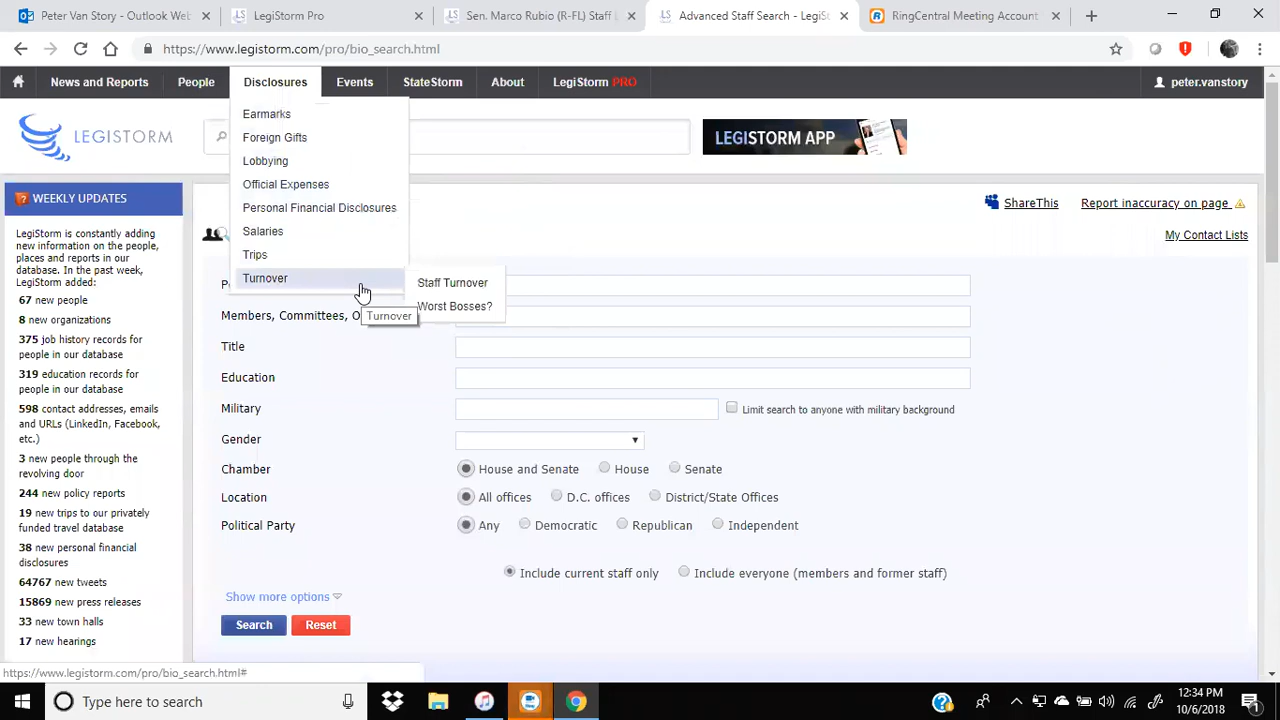 Peter Van Story - Outlook Web
LegiStorm Pro
Sen. Marco Rubio (R-FL) Staff
Advanced Staff Search - LegiSt
RingCentral Meeting Account
https://www.legistorm.com/pro/bio_search.html
News and Reports People Disclosures Events StateStorm About LegiStorm PRO peter.vanstory
Earmarks
Foreign Gifts
Lobbying
Official Expenses
Personal Financial Disclosures
Salaries
Trips
Turnover
Staff Turnover
Worst Bosses?
Turnover
LEGISTORM
LEGISTORM APP
WEEKLY UPDATES
LegiStorm is constantly adding
new information on the people,
places and reports in our
database. In the past week,
LegiStorm added:
67 new people
8 new organizations
375 job history records for
people in our database
319 education records for
people in our database
598 contact addresses, emails
and URLs (LinkedIn, Facebook,
etc.)
3 new people through the
revolving door
244 new policy reports
19 new trips to our privately
funded travel database
38 new personal financial
disclosures
64767 new tweets
15869 new press releases
33 new town halls
17 new hearings
ShareThis
Report inaccuracy on page
My Contact Lists
Members, Committees, O
Title
Education
Military
Limit search to anyone with military background
Gender
Chamber
House and Senate House Senate
Location
All offices D.C. offices District/State Offices
Political Party
Any Democratic Republican Independent
Include current staff only Include everyone (members and former staff)
Show more options
Search Reset
https://www.legistorm.com/pro/bio_search.html#
Type here to search
12:34 PM
10/6/2018